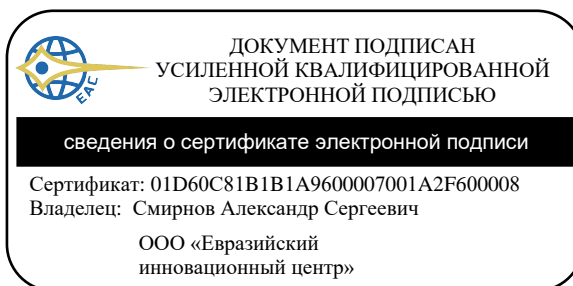 ДОКУМЕНТ ПОДПИСАН
УСИЛЕННОЙ КВАЛИФИЦИРОВАННОЙ
ЭЛЕКТРОННОЙ ПОДПИСЬЮ
EAC
сведения о сертификате электронной подписи
Сертификат: 01D60C81B1B1A9600007001A2F600008
Владелец: Смирнов Александр Сергеевич
ООО «Евразийский
инновационный центр»